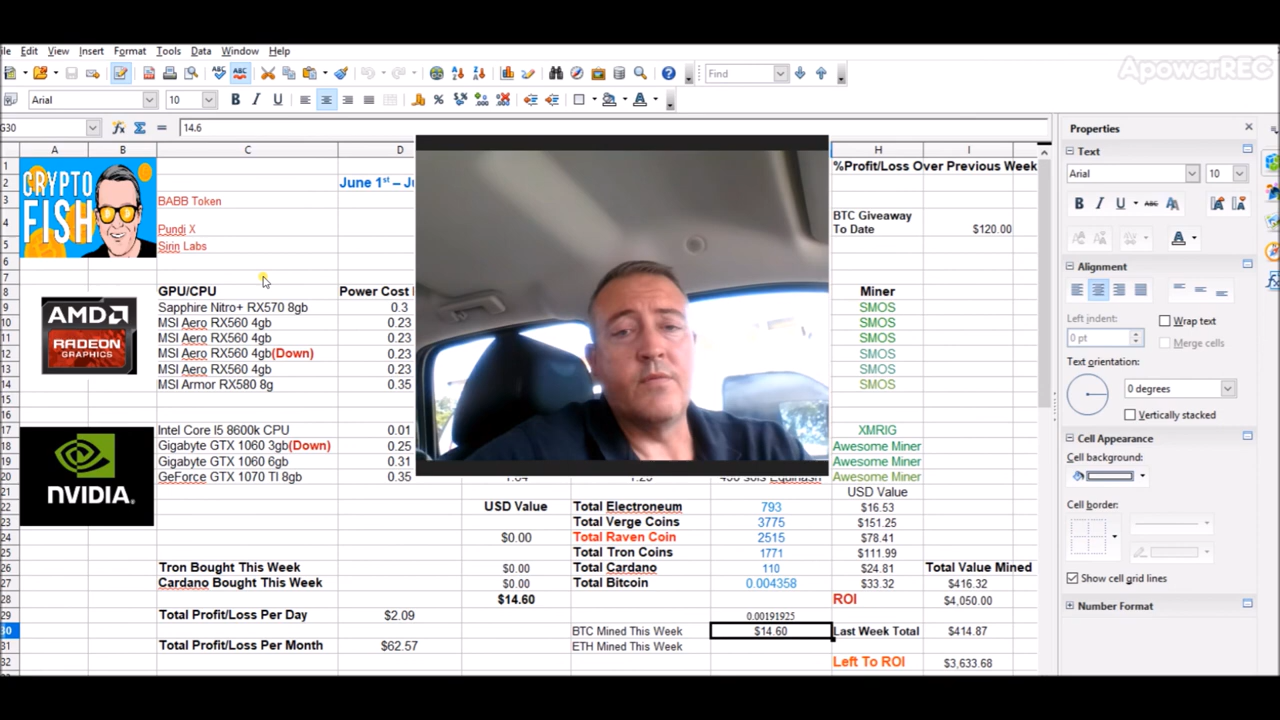 ile Edit View Insert Format Tools Data Window Help
ApowerREC
Find
Arial 10
G30 14.6
Properties
A B C D H I
Text
Arial 10
CRYPTO FISH
June 1st – Ju
%Profit/Loss Over Previous Week
BABB Token
BTC Giveaway To Date $120.00
Pundi X
Sirin Labs
Alignment
GPU/CPU Power Cost Miner
Sapphire Nitro+ RX570 8gb 0.3 SMOS
MSI Aero RX560 4gb 0.23 SMOS
MSI Aero RX560 4gb 0.23 SMOS
MSI Aero RX560 4gb(Down) 0.23 SMOS
MSI Aero RX560 4gb 0.23 SMOS
MSI Armor RX580 8g 0.35 SMOS
AMD RADEON GRAPHICS
Left indent: Wrap text
0 pt Merge cells
Text orientation:
0 degrees
Vertically stacked
Cell Appearance
Cell background:
Cell border:
Show cell grid lines
Number Format
Intel Core I5 8600k CPU 0.01 XMRIG
Gigabyte GTX 1060 3gb(Down) 0.25 Awesome Miner
Gigabyte GTX 1060 6gb 0.31 Awesome Miner
GeForce GTX 1070 TI 8gb 0.35 Awesome Miner
NVIDIA
USD Value
USD Value Total Electroneum 793 $16.53
Total Verge Coins 3775 $151.25
$0.00 Total Raven Coin 2515 $78.41
Total Tron Coins 1771 $111.99
Tron Bought This Week $0.00 Total Cardano 110 $24.81 Total Value Mined
Cardano Bought This Week $0.00 Total Bitcoin 0.004358 $33.32 $416.32
$14.60 ROI $4,050.00
Total Profit/Loss Per Day $2.09 0.00191925
BTC Mined This Week $14.60 Last Week Total $414.87
Total Profit/Loss Per Month $62.57 ETH Mined This Week
Left To ROI $3,633.68